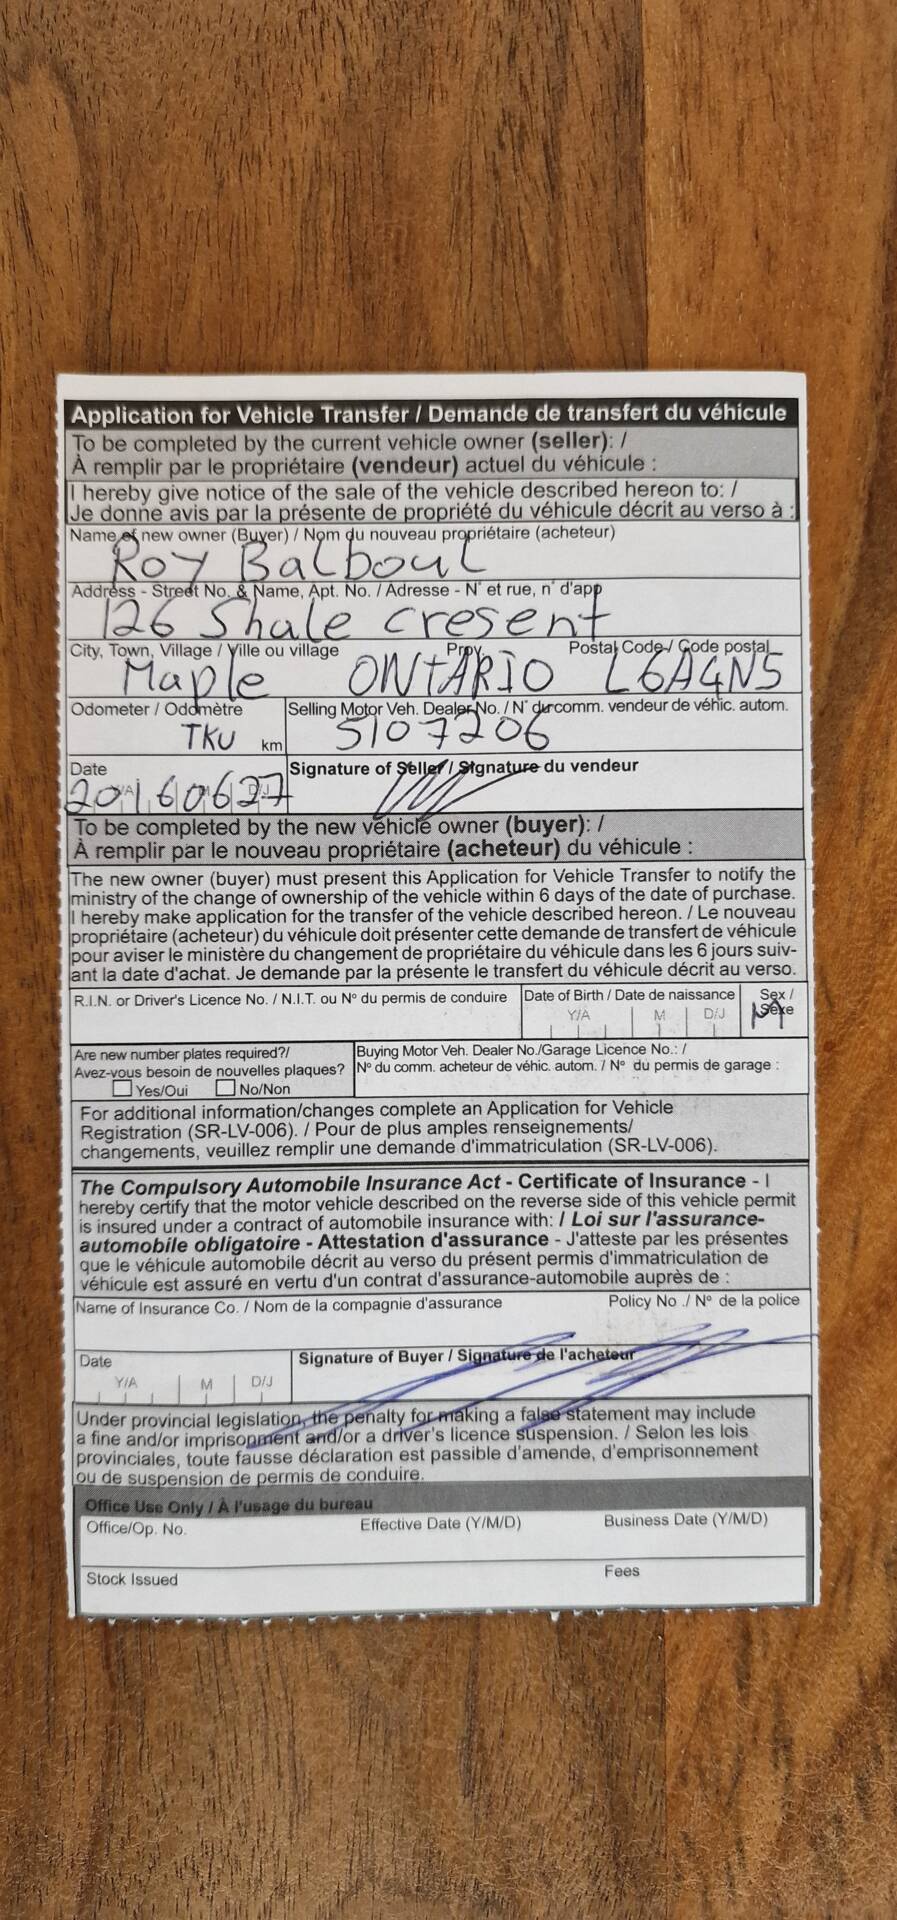 Application for Vehicle Transfer / Demande de transfert du véhicule
To be completed by the current vehicle owner (seller): /
À remplir par le propriétaire (vendeur) actuel du véhicule :
I hereby give notice of the sale of the vehicle described hereon to: /
Je donne avis par la présente de propriété du véhicule décrit au verso à :
Name of new owner (Buyer) / Nom du nouveau propriétaire (acheteur)
Roy Balboul
Address - Street No. & Name, Apt. No. / Adresse - N° et rue, n° d'app
126 Shale cresent
City, Town, Village / Ville ou village Prov. Postal Code / Code postal
Maple ONtARIO L6A4N5
Odometer / Odomètre Selling Motor Veh. Dealer No. / N° du comm. vendeur de véhic. autom.
TKU km 5107206
Date Signature of Seller / Signature du vendeur
Y/A M D/J
20160627
To be completed by the new vehicle owner (buyer): /
À remplir par le nouveau propriétaire (acheteur) du véhicule :
The new owner (buyer) must present this Application for Vehicle Transfer to notify the
ministry of the change of ownership of the vehicle within 6 days of the date of purchase.
I hereby make application for the transfer of the vehicle described hereon. / Le nouveau
propriétaire (acheteur) du véhicule doit présenter cette demande de transfert de véhicule
pour aviser le ministère du changement de propriétaire du véhicule dans les 6 jours suiv-
ant la date d'achat. Je demande par la présente le transfert du véhicule décrit au verso.
R.I.N. or Driver's Licence No. / N.I.T. ou N° du permis de conduire Date of Birth / Date de naissance Sex /
Sexe
Y/A M D/J M
Are new number plates required?/ Buying Motor Veh. Dealer No./Garage Licence No.: /
Avez-vous besoin de nouvelles plaques? N° du comm. acheteur de véhic. autom. / N° du permis de garage :
Yes/Oui No/Non
For additional information/changes complete an Application for Vehicle
Registration (SR-LV-006). / Pour de plus amples renseignements/
changements, veuillez remplir une demande d'immatriculation (SR-LV-006).
The Compulsory Automobile Insurance Act - Certificate of Insurance - I
hereby certify that the motor vehicle described on the reverse side of this vehicle permit
is insured under a contract of automobile insurance with: / Loi sur l'assurance-
automobile obligatoire - Attestation d'assurance - J'atteste par les présentes
que le véhicule automobile décrit au verso du présent permis d'immatriculation de
véhicule est assuré en vertu d'un contrat d'assurance-automobile auprès de :
Name of Insurance Co. / Nom de la compagnie d'assurance Policy No ./ N° de la police
Date Signature of Buyer / Signature de l'acheteur
Y/A M D/J
Under provincial legislation, the penalty for making a false statement may include
a fine and/or imprisonment and/or a driver's licence suspension. / Selon les lois
provinciales, toute fausse déclaration est passible d'amende, d'emprisonnement
ou de suspension de permis de conduire.
Office Use Only / À l'usage du bureau
Office/Op. No. Effective Date (Y/M/D) Business Date (Y/M/D)
Stock Issued Fees